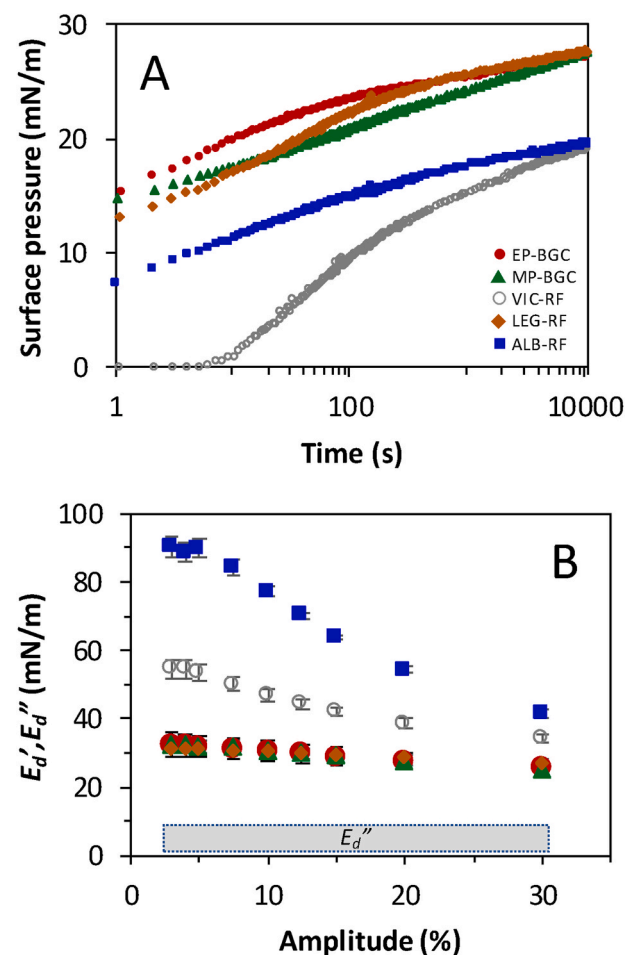 A
Surface pressure (mN/m)
30
20
10
0
EP-BGC
MP-BGC
VIC-RF
LEG-RF
ALB-RF
1
100
10000
Time (s)
B
Ed′,Ed″ (mN/m)
100
80
60
40
20
0
Ed″
0
10
20
30
Amplitude (%)